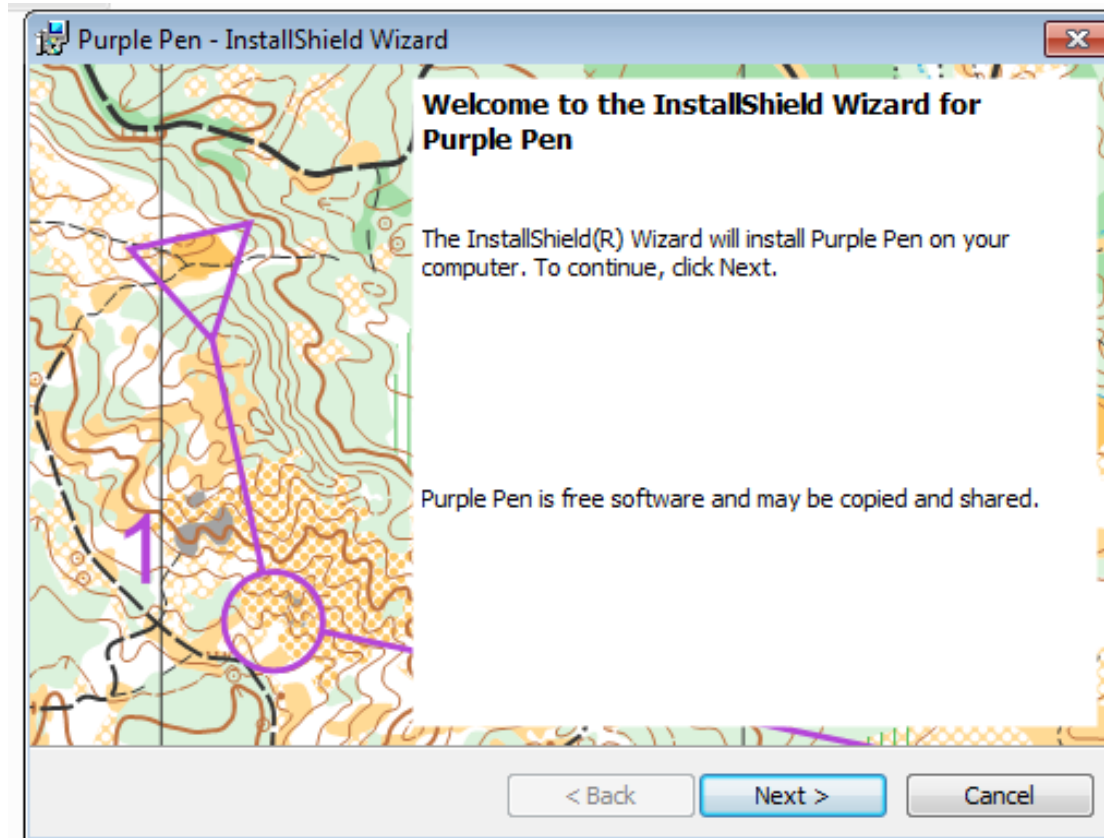 Purple Pen - InstallShield Wizard
Welcome to the InstallShield Wizard for
Purple Pen
The InstallShield(R) Wizard will install Purple Pen on your
computer. To continue, click Next.
Purple Pen is free software and may be copied and shared.
1
< Back
Next >
Cancel